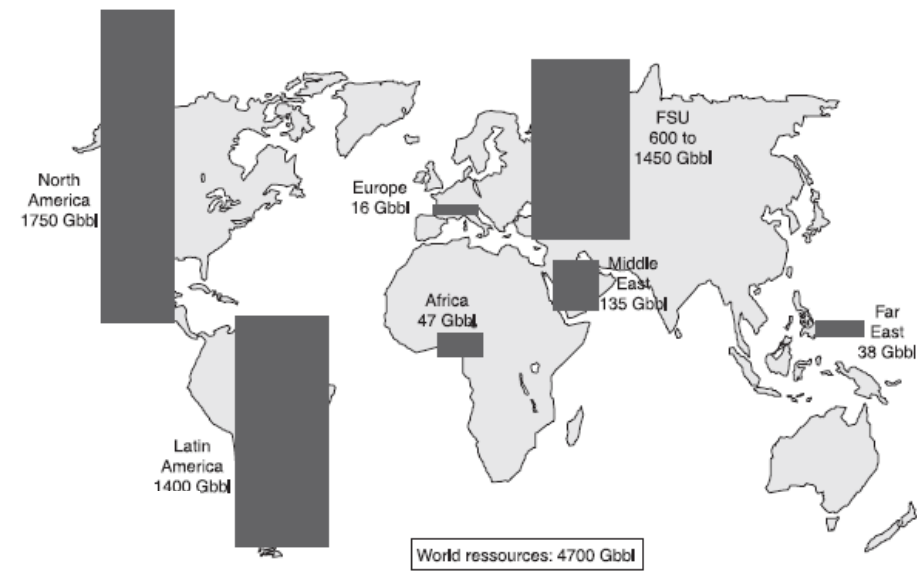 North
America
1750 Gbbl
Europe
16 Gbbl
FSU
600 to
1450 Gbbl
Middle
East
135 Gbbl
Africa
47 Gbbl
Far
East
38 Gbbl
Latin
America
1400 Gbbl
World ressources: 4700 Gbbl